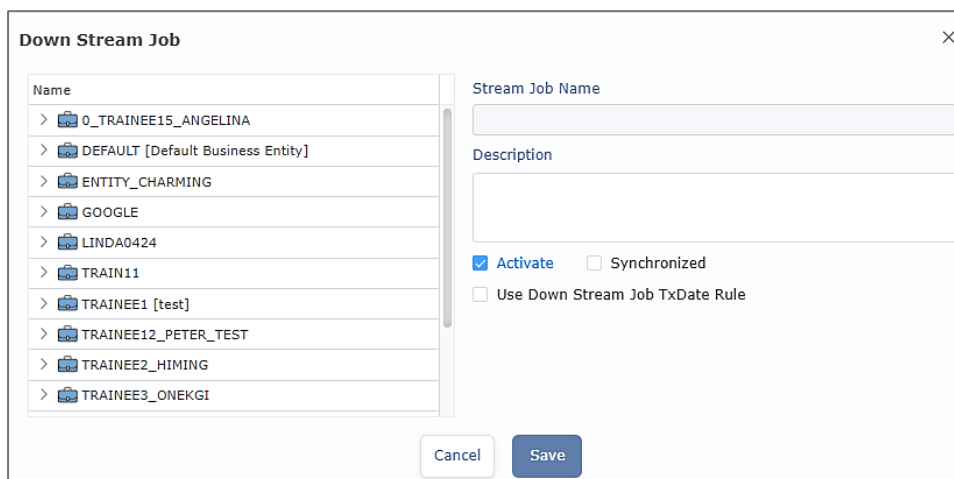 Down Stream Job
Name
0_TRAINEE15_ANGELINA
DEFAULT [Default Business Entity]
ENTITY_CHARMING
GOOGLE
LINDA0424
TRAIN11
TRAINEE1 [test]
TRAINEE12_PETER_TEST
TRAINEE2_HIMING
TRAINEE3_ONEKGI
Stream Job Name
Description
Activate Synchronized
Use Down Stream Job TxDate Rule
Cancel Save